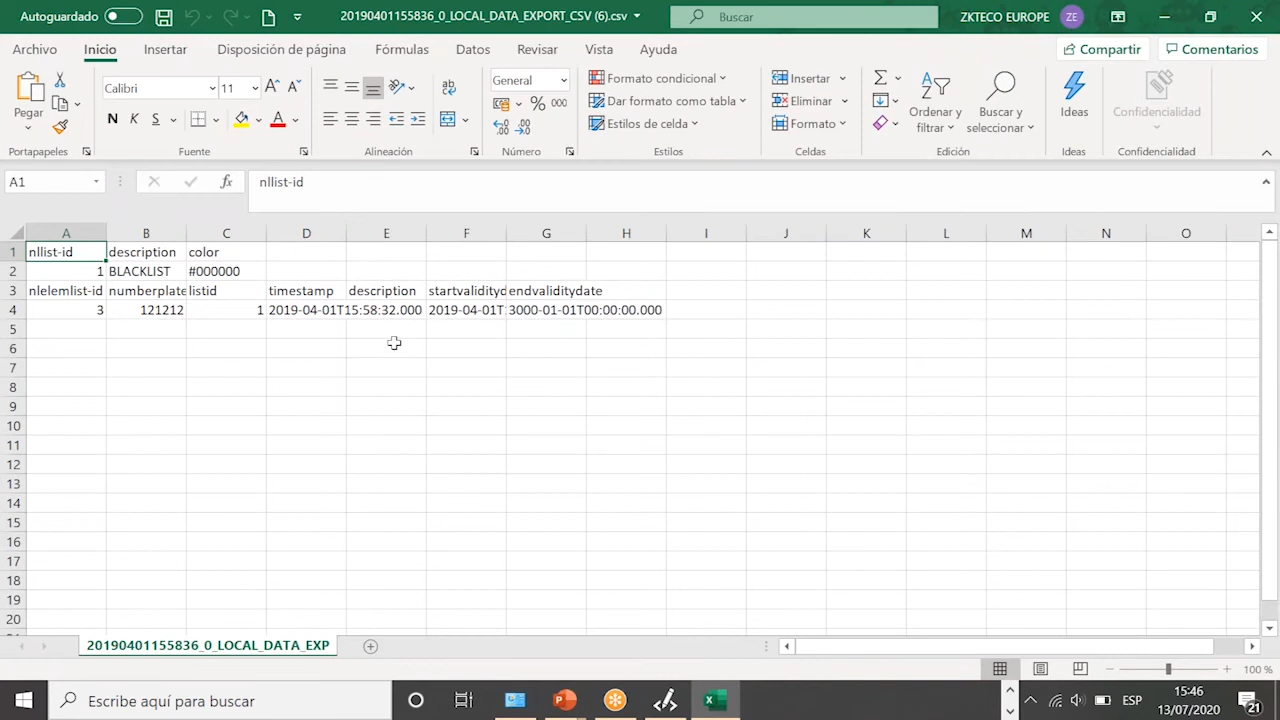 Autoguardado 20190401155836_0_LOCAL_DATA_EXPORT_CSV (6).csv Buscar ZKTECO EUROPE ZE
Archivo Inicio Insertar Disposición de página Fórmulas Datos Revisar Vista Ayuda Compartir Comentarios
Pegar Calibri 11 N K S A General % 000 Formato condicional Dar formato como tabla Estilos de celda Insertar Eliminar Formato Ordenar y filtrar Buscar y seleccionar Ideas Confidencialidad
Portapapeles Fuente Alineación Número Estilos Celdas Edición Ideas Confidencialidad
A1 fx nllist-id
A B C D E F G H I J K L M N O
1 nllist-id description color
2 1 BLACKLIST #000000
3 nlelemlist-id numberplate listid timestamp description startvalidityd endvaliditydate
4 3 121212 1 2019-04-01T15:58:32.000 2019-04-01T: 3000-01-01T00:00:00.000
5
6
7
8
9
10
11
12
13
14
15
16
17
18
19
20
20190401155836_0_LOCAL_DATA_EXP
100 %
Escribe aquí para buscar ESP 15:46 13/07/2020 21